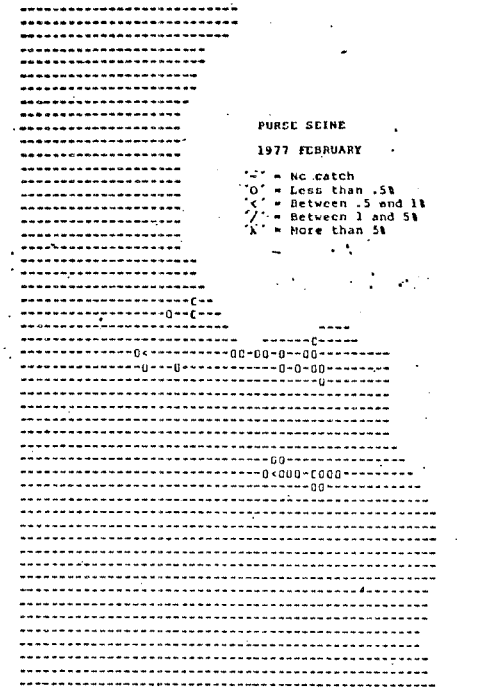 PURSE SEINE
1977 FEBRUARY
'-' = No catch
'O' = Less than .5%
'<' = Between .5 and 1%
'/' = Between 1 and 5%
= More than 5%